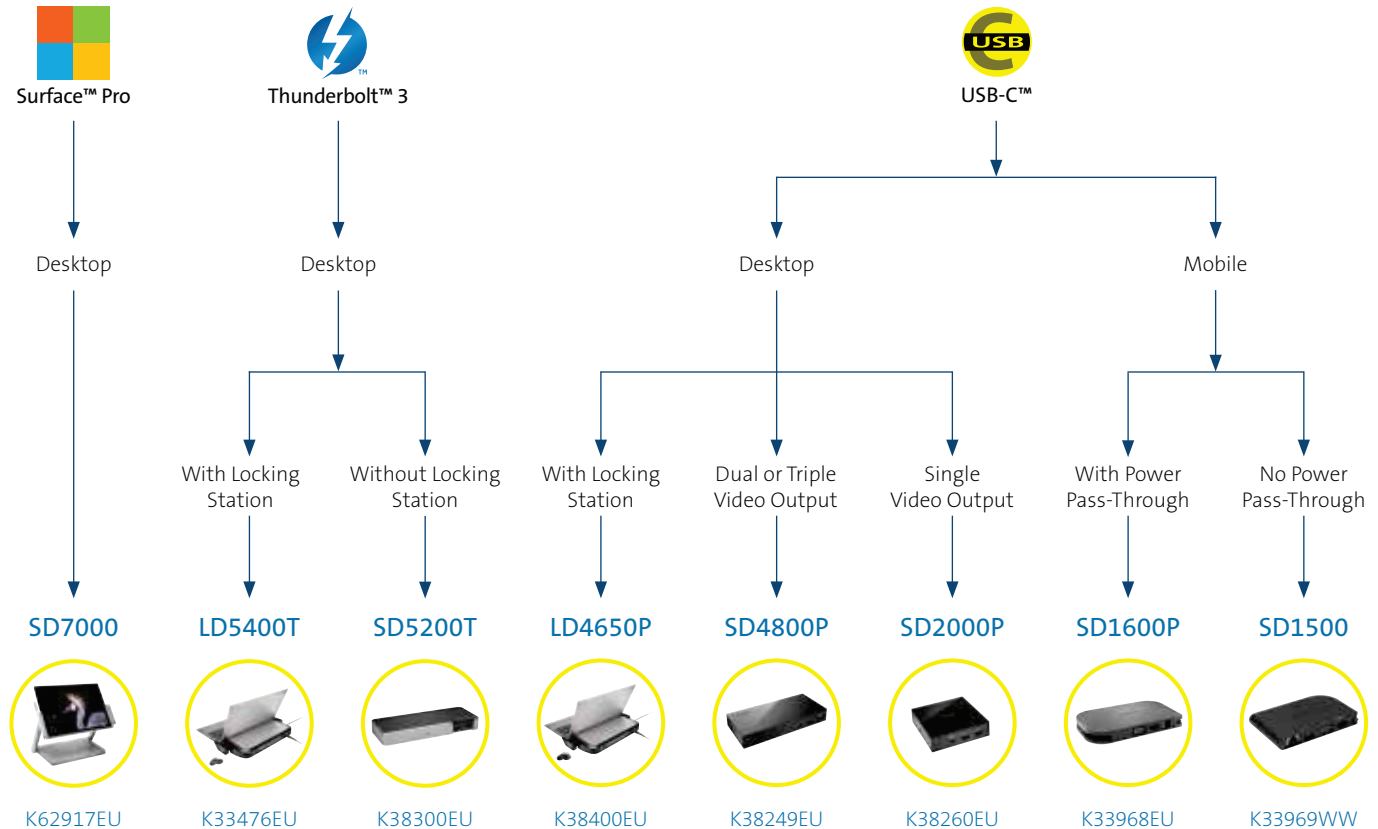 USB
TM
Surface™ Pro
Thunderbolt™ 3
USB-C™
Desktop
Desktop
Desktop
Mobile
With Locking
Station
Without Locking
Station
With Locking
Station
Dual or Triple
Video Output
Single
Video Output
With Power
Pass-Through
No Power
Pass-Through
SD7000
LD5400T
SD5200T
LD4650P
SD4800P
SD2000P
SD1600P
SD1500
K62917EU
K33476EU
K38300EU
K38400EU
K38249EU
K38260EU
K33968EU
K33969WW